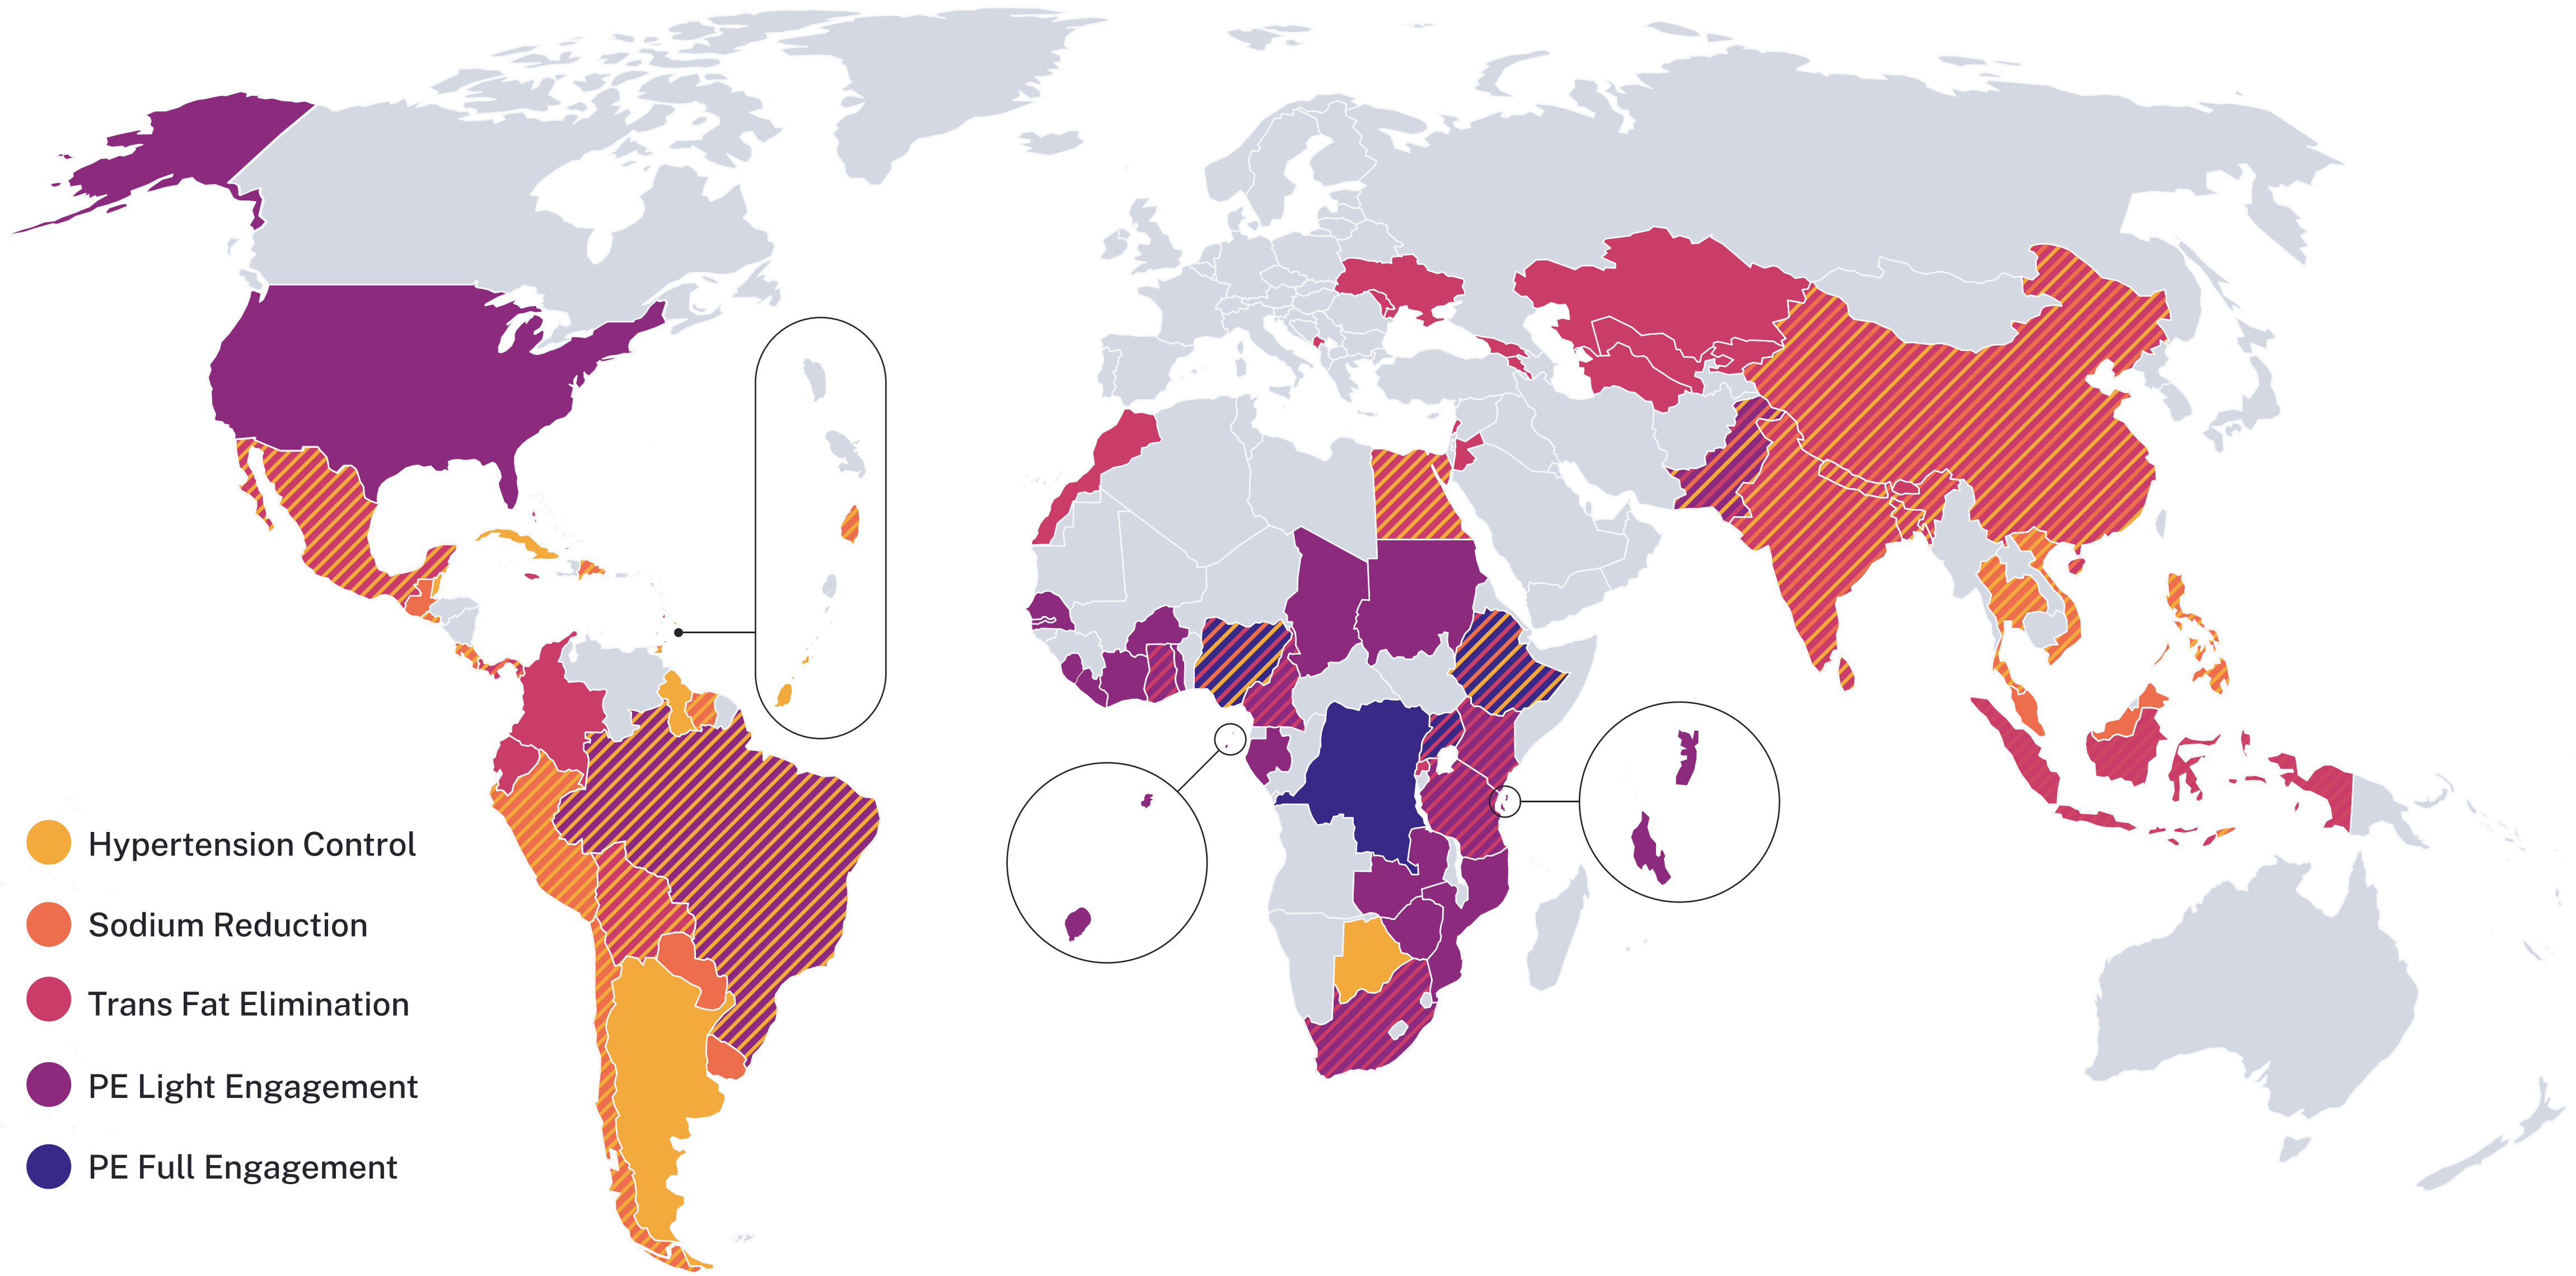 Hypertension Control
Sodium Reduction
Trans Fat Elimination
PE Light Engagement
PE Full Engagement